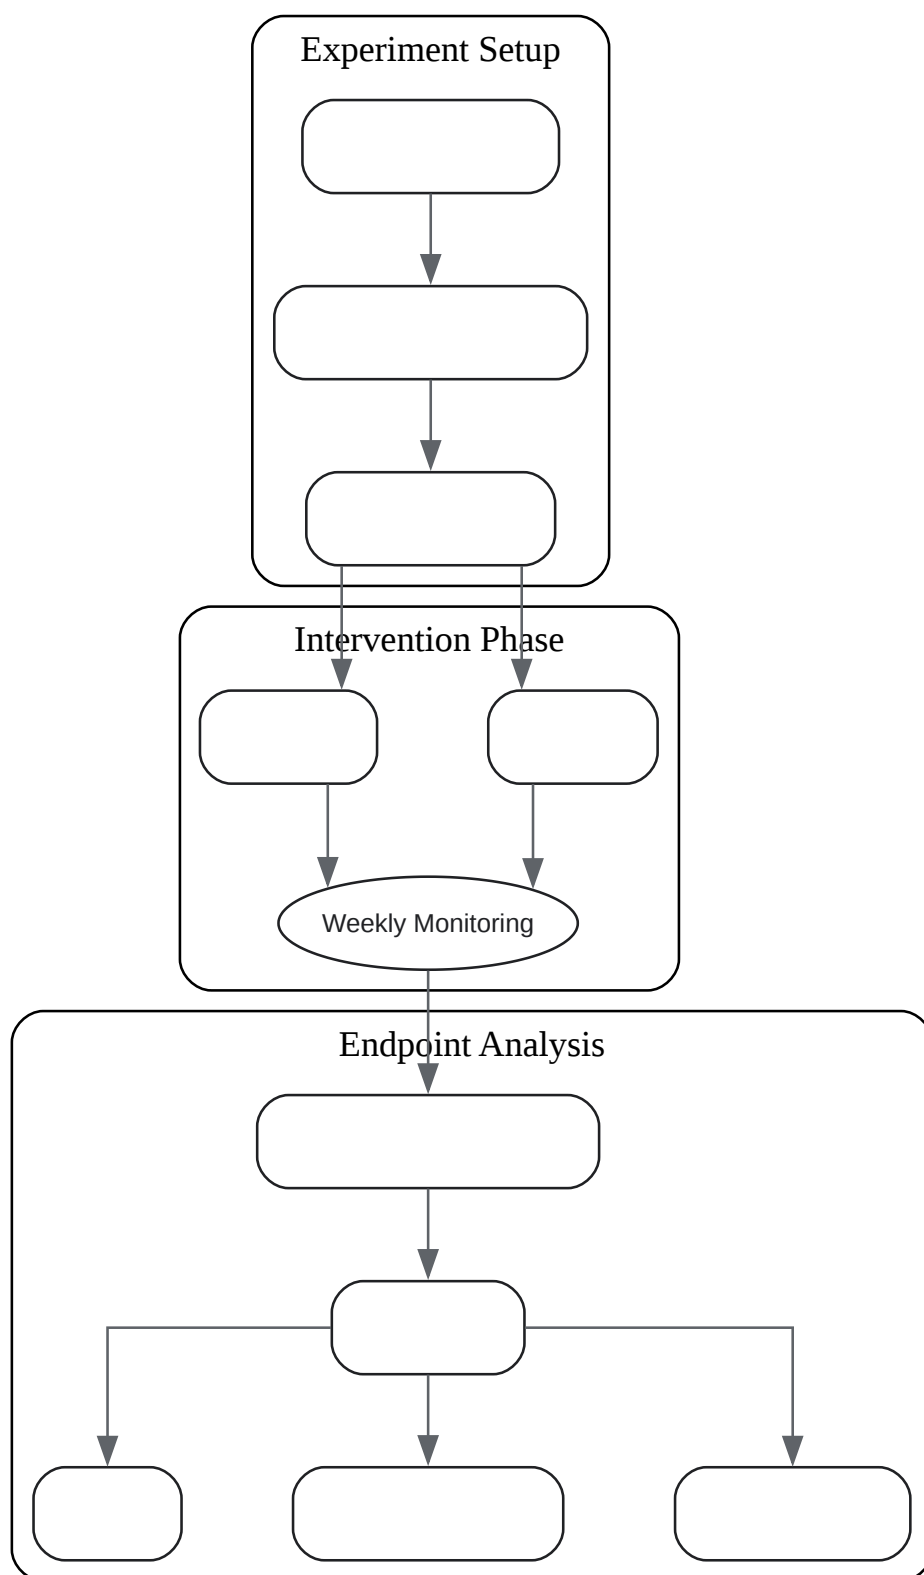 Experiment Setup
Intervention Phase
Weekly Monitoring
Endpoint Analysis